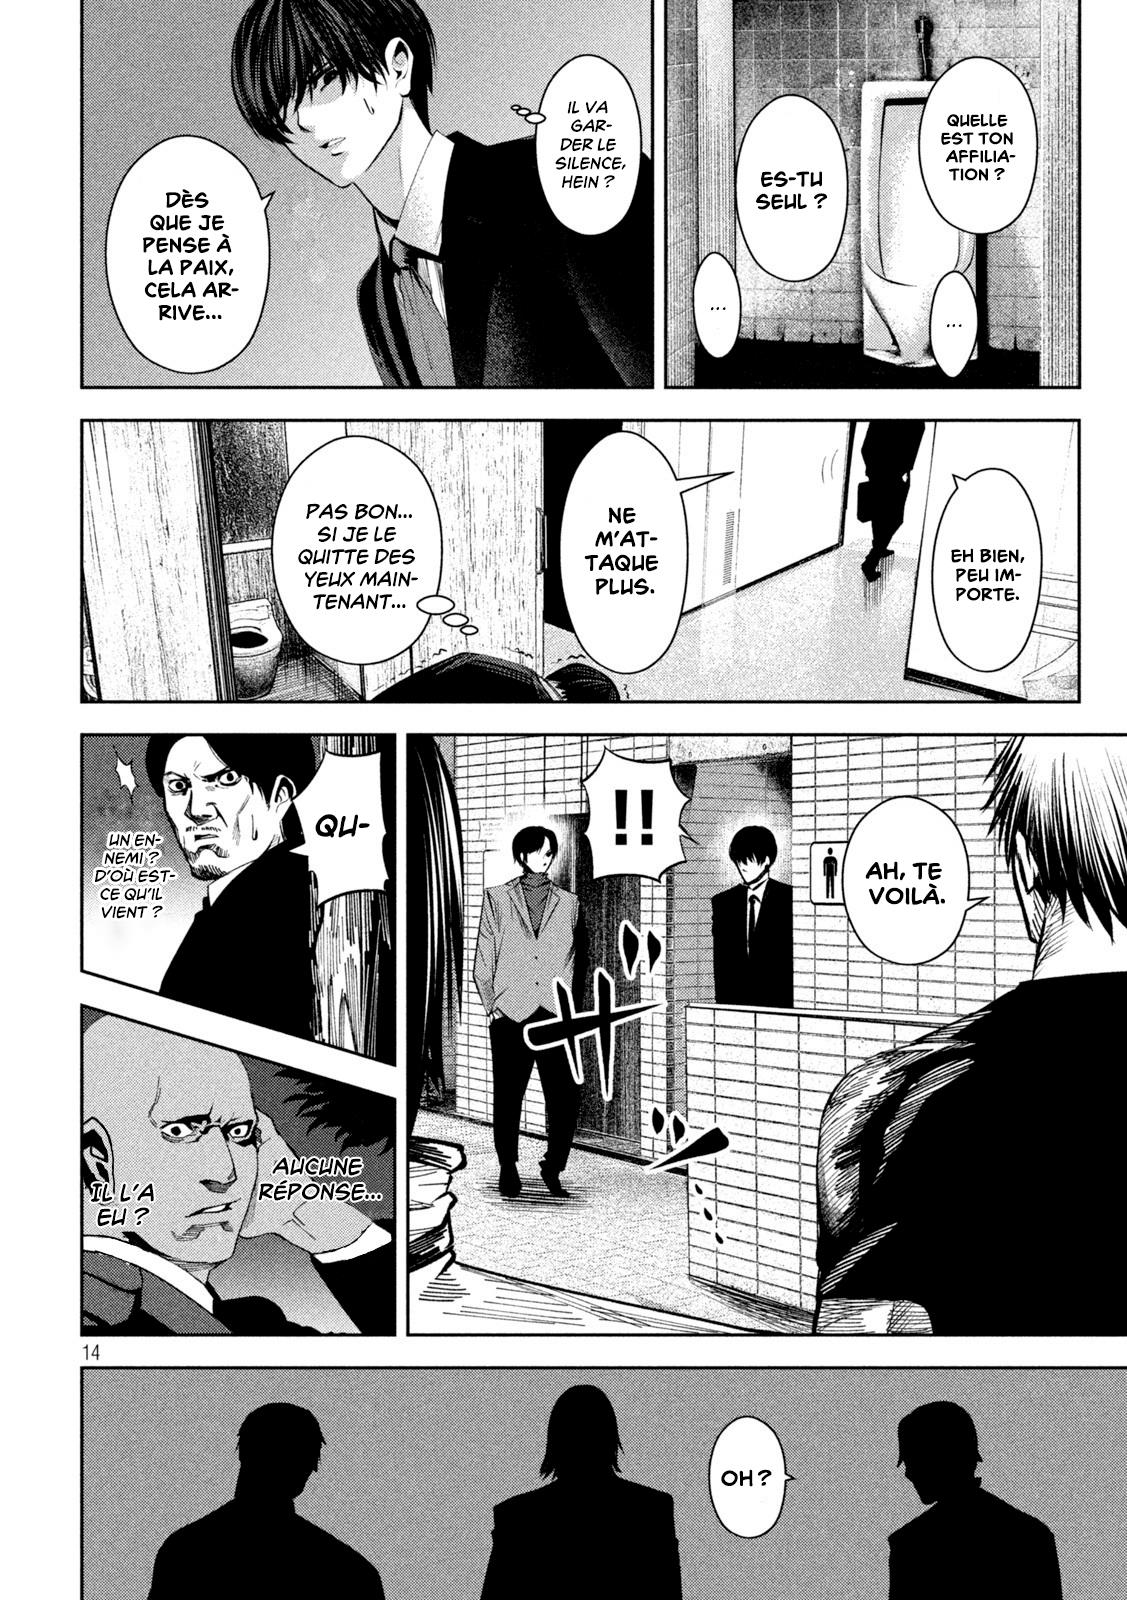 QUELLE
EST TON
AFFILIA-
TION ?
...
ES-TU
SEUL ?
...
IL VA
GAR-
DER LE
SILENCE,
HEIN ?
DÈS
QUE JE
PENSE À
LA PAIX,
CELA AR-
RIVE...
EH BIEN,
PEU IM-
PORTE.
NE
M'AT-
TAQUE
PLUS.
PAS BON...
SI JE LE
QUITTE DES
YEUX MAIN-
TENANT...
AH, TE
VOILÀ.
!!
ザッ
QU-
UN EN-
NEMI ?
D'OÙ EST-
CE QU'IL
VIENT ?
AUCUNE
RÉPONSE...
IL L'A
EU ?
14
OH ?